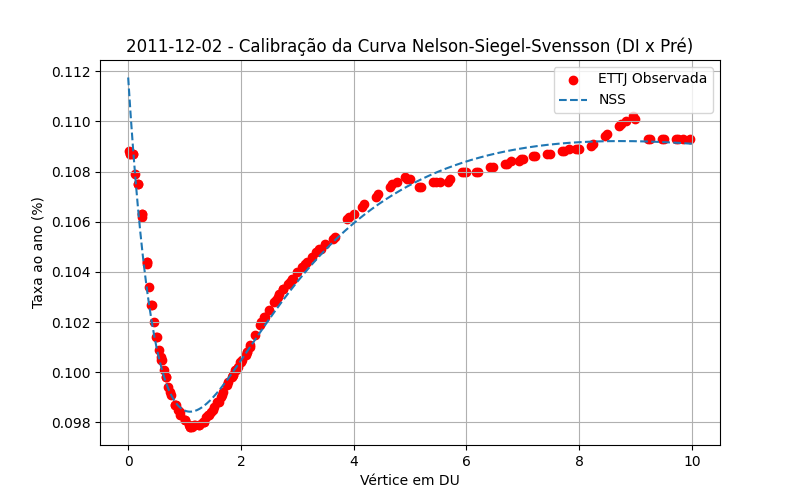 2011-12-02 - Calibração da Curva Nelson-Siegel-Svensson (DI x Pré)
Taxa ao ano (%)
0.112
0.110
0.108
0.106
0.104
0.102
0.100
0.098
ETTJ Observada
NSS
0 2 4 6 8 10
Vértice em DU